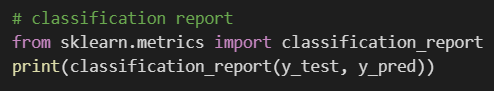 # classification report
from sklearn.metrics import classification_report
print(classification_report(y_test, y_pred))